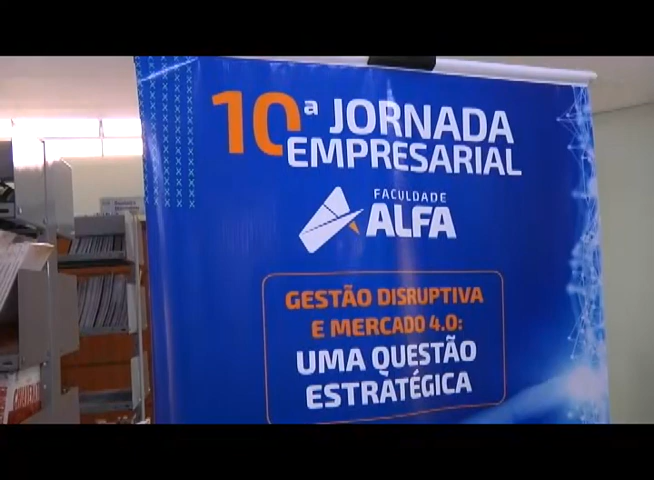 10ª JORNADA
EMPRESARIAL
FACULDADE
ALFA
GESTÃO DISRUPTIVA
E MERCADO 4.0:
UMA QUESTÃO
ESTRATÉGICA